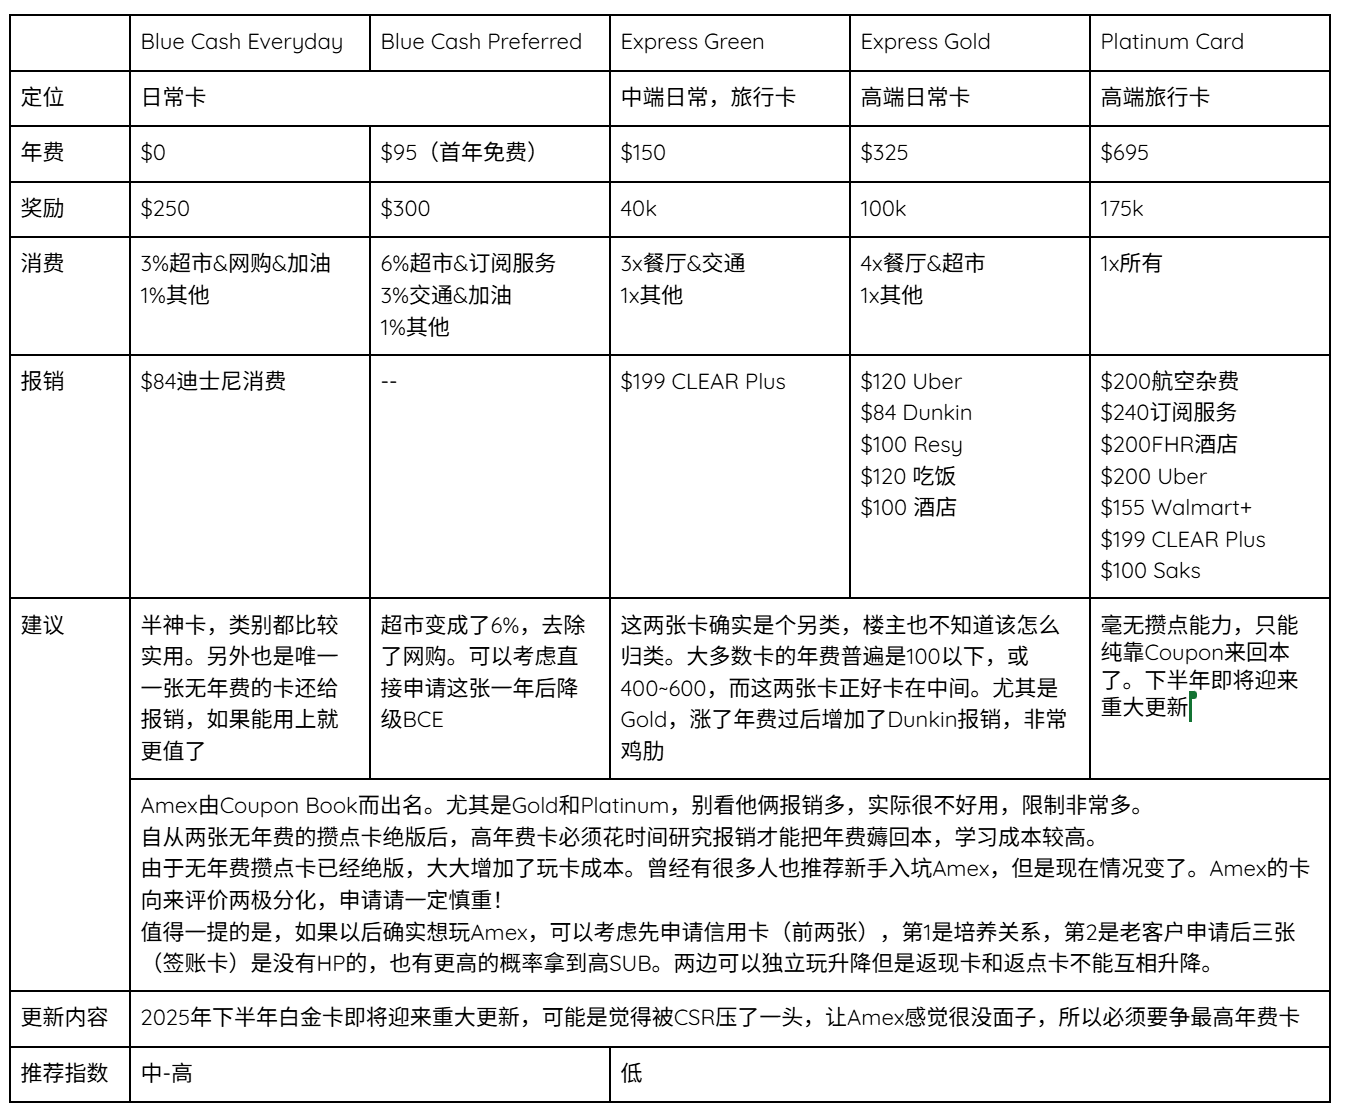 Blue Cash Everyday Blue Cash Preferred Express Green Express Gold Platinum Card
定位 日常卡 中端日常，旅行卡 高端日常卡 高端旅行卡
年费 $0 $95（首年免费） $150 $325 $695
奖励 $250 $300 40k 100k 175k
消费
3%超市&网购&加油
1%其他
6%超市&订阅服务
3%交通&加油
1%其他
3x餐厅&交通
1x其他
4x餐厅&超市
1x其他
1x所有
报销
$84迪士尼消费
--
$199 CLEAR Plus
$120 Uber
$84 Dunkin
$100 Resy
$120 吃饭
$100 酒店
$200航空杂费
$240订阅服务
$200FHR酒店
$200 Uber
$155 Walmart+
$199 CLEAR Plus
$100 Saks
建议
半神卡，类别都比较
实用。另外也是唯一
一张无年费的卡还给
报销，如果能用上就
更值了
超市变成了6%，去除
了网购。可以考虑直
接申请这张一年后降
级BCE
这两张卡确实是个另类，楼主也不知道该怎么
归类。大多数卡的年费普遍是100以下，或
400~600，而这两张卡正好卡在中间。尤其是
Gold，涨了年费过后增加了Dunkin报销，非常
鸡肋
毫无攒点能力，只能
纯靠Coupon来回本
了。下半年即将迎来
重大更新
Amex由Coupon Book而出名。尤其是Gold和Platinum，别看他俩报销多，实际很不好用，限制非常多。
自从两张无年费的攒点卡绝版后，高年费卡必须花时间研究报销才能把年费薅回本，学习成本较高。
由于无年费攒点卡已经绝版，大大增加了玩卡成本。曾经有很多人也推荐新手入坑Amex，但是现在情况变了。Amex的卡
向来评价两极分化，申请请一定慎重！
值得一提的是，如果以后确实想玩Amex，可以考虑先申请信用卡（前两张），第1是培养关系，第2是老客户申请后三张
（签账卡）是没有HP的，也有更高的概率拿到高SUB。两边可以独立玩升降但是返现卡和返点卡不能互相升降。
更新内容 2025年下半年白金卡即将迎来重大更新，可能是觉得被CSR压了一头，让Amex感觉很没面子，所以必须要争最高年费卡
推荐指数 中-高 低